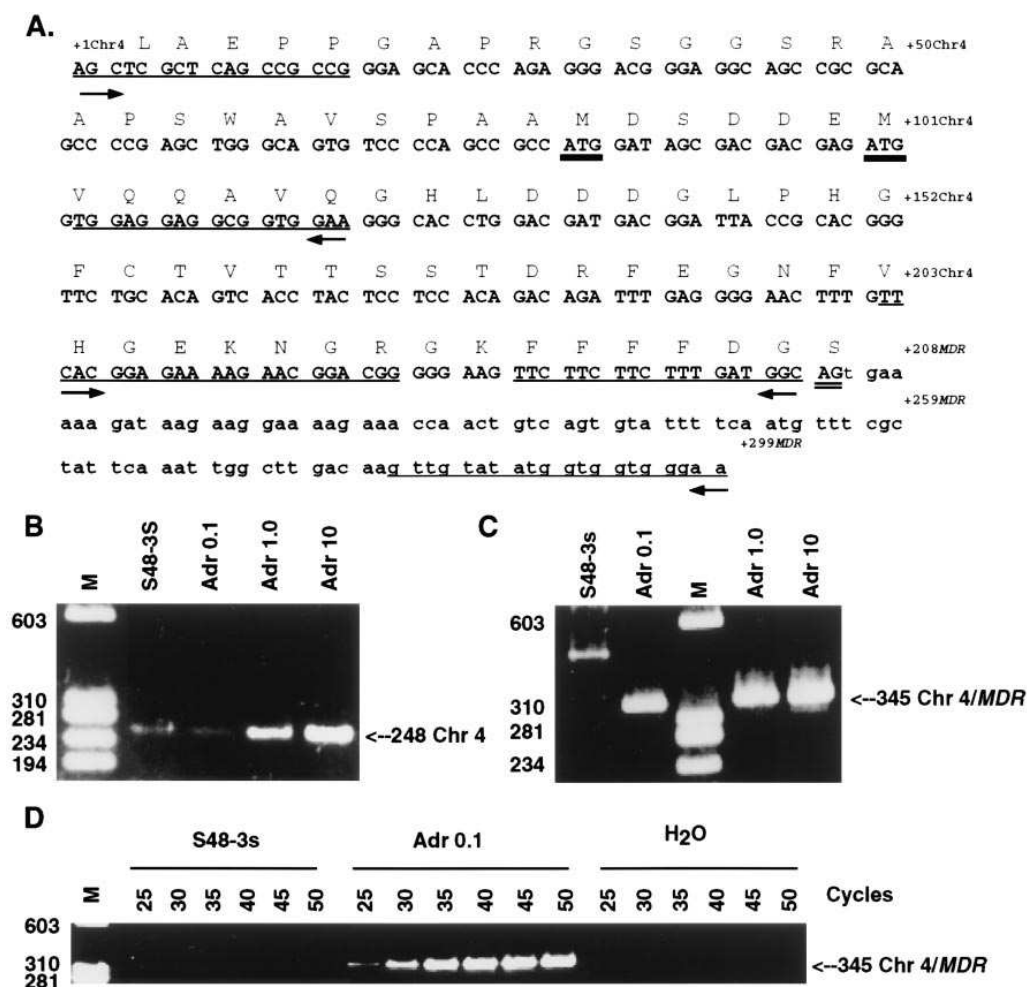 A.
+1Chr4 L A E P P G A P R G S G G S R A +50Chr4
AGC TCG CTC AGC CGC CGG GGA GCA CCC AGA GGG ACG GGA GGC AGC CGC GCA
A P S W A V S P A A M D S D D E M +101Chr4
GCC CCG AGC TGG GCA GTG TCC CCA GCC GCC ATG GAT AGC GAC GAC GAG ATG
V Q Q A V Q G H L D D D G L P H G +152Chr4
GTGG GAG GAG GCG GTG GAA GGG CAC CTG GAC GAT GAC GGA TTA CCG CAC GGG
F C T V T T S S T D R F E G N F V +203Chr4
TTC TGC ACA GTC ACC TAC TCC TCC ACA GAC AGA TTT GAG GGG AAC TTT GTT
H G E K N G R G K F F F F D G S +208MDR
CAC GGA GAA AAG AAC GGA CGG GGG AAG TTC TTC TTC TTT GAT GGC AGt gaa
+259MDR
aaa gat aag aag gaa aag aaa cca act gtc agt gta ttt tca atg ttt cgc
+299MDR
tat tca aat tgg ctt gac aag ttg tat atg gtg gtg gga a
B
M S48-3S Adr 0.1 Adr 1.0 Adr 10
603
310
281
234
194
<--248 Chr 4
C
S48-3s Adr 0.1 M Adr 1.0 Adr 10
603
310
281
234
<--345 Chr 4/MDR
D
S48-3s Adr 0.1 H2O
M 25 30 35 40 45 50 25 30 35 40 45 50 25 30 35 40 45 50 Cycles
603
310
281
<--345 Chr 4/MDR